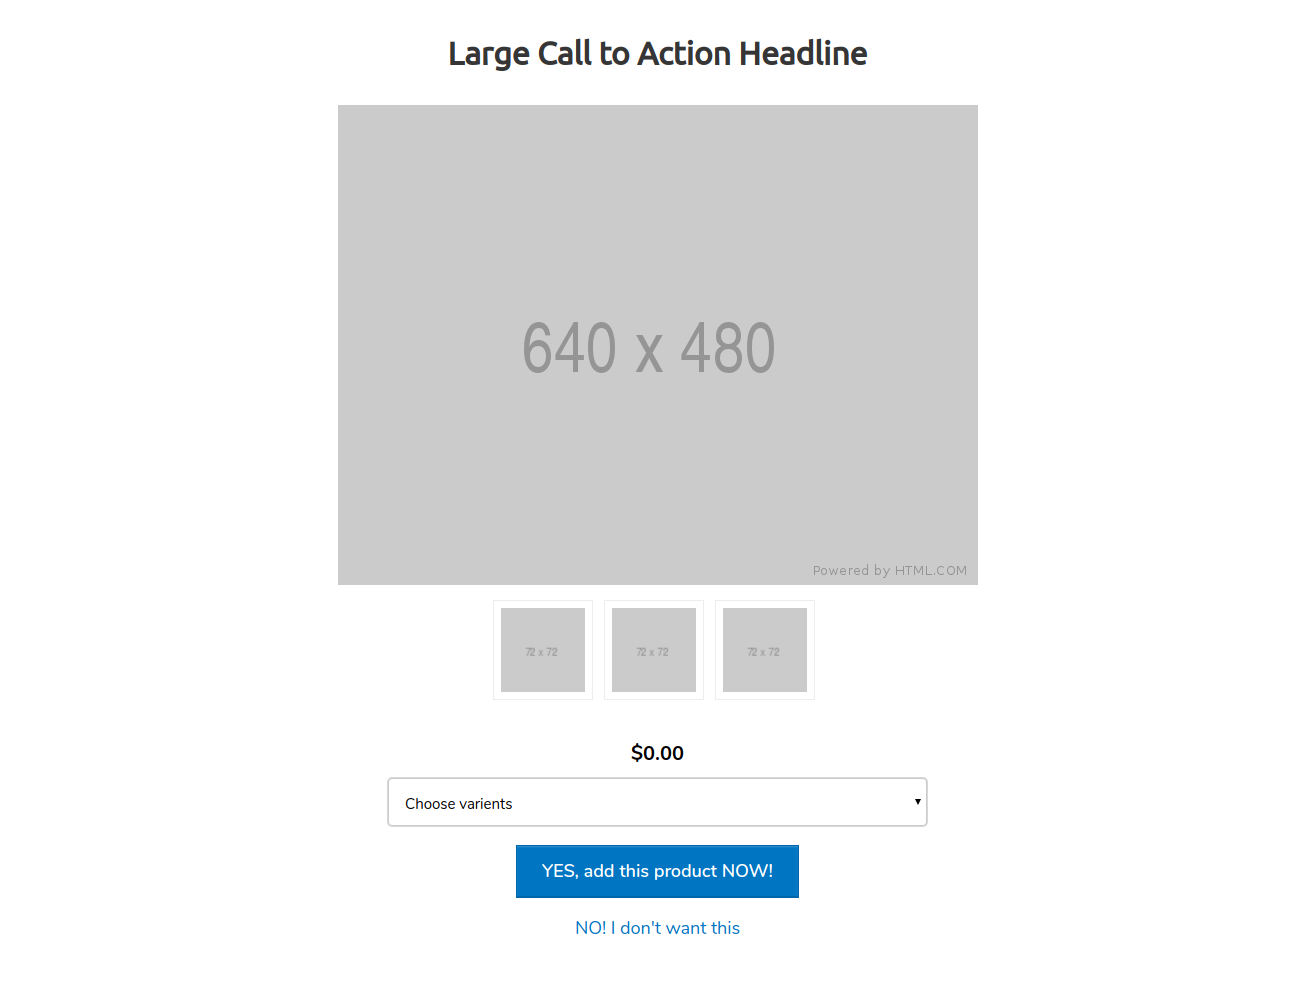 Large Call to Action Headline
640 x 480
Powered by HTML.COM
72 x 72
72 x 72
72 x 72
$0.00
Choose varients
YES, add this product NOW!
NO! I don't want this